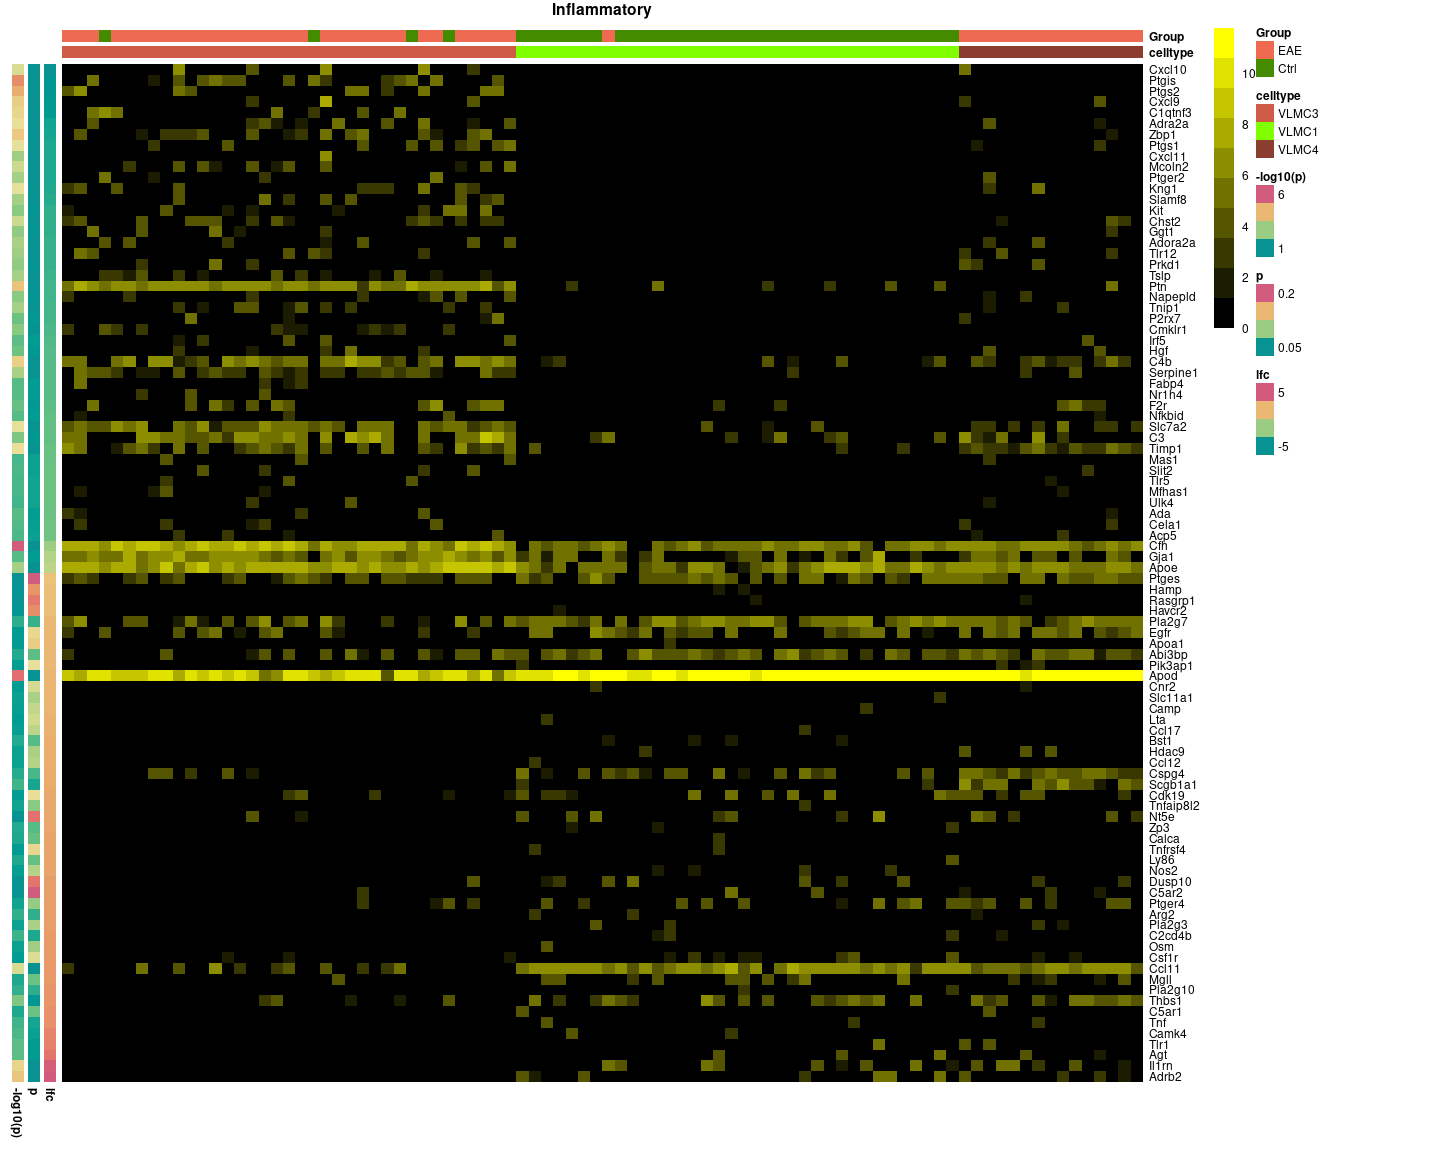 Inflammatory
Group
celltype
Cxcl10
Ptgis
Ptgs2
Cxcl9
C1qtnf3
Adra2a
Zbp1
Ptgs1
Cxcl11
Mcoln2
Ptger2
Kng1
Slamf8
Kit
Chst2
Ggt1
Adora2a
Tlr12
Prkd1
Tslp
Ptn
Napepld
Tnip1
P2rx7
Cmklr1
Irf5
Hgf
C4b
Serpine1
Fabp4
Nr1h4
F2r
Nfkbid
Slc7a2
C3
Timp1
Mas1
Slit2
Tlr5
Mfhas1
Ulk4
Ada
Cela1
Acp5
Cfh
Gja1
Apoe
Ptges
Hamp
Rasgrp1
Havcr2
Pla2g7
Egfr
Apoa1
Abi3bp
Pik3ap1
Apod
Cnr2
Slc11a1
Camp
Lta
Ccl17
Bst1
Hdac9
Ccl12
Cspg4
Scgb1a1
Cdk19
Tnfaip8l2
Nt5e
Zp3
Calca
Tnfrsf4
Ly86
Nos2
Dusp10
C5ar2
Ptger4
Arg2
Pla2g3
C2cd4b
Osm
Csf1r
Ccl11
Mgll
Pla2g10
Thbs1
C5ar1
Tnf
Camk4
Tlr1
Agt
Il1rn
Adrb2
10
8
6
4
2
0
Group
EAE
Ctrl
celltype
VLMC3
VLMC1
VLMC4
-log10(p)
6
1
p
0.2
0.05
lfc
5
-5
-log10(p)
p
lfc